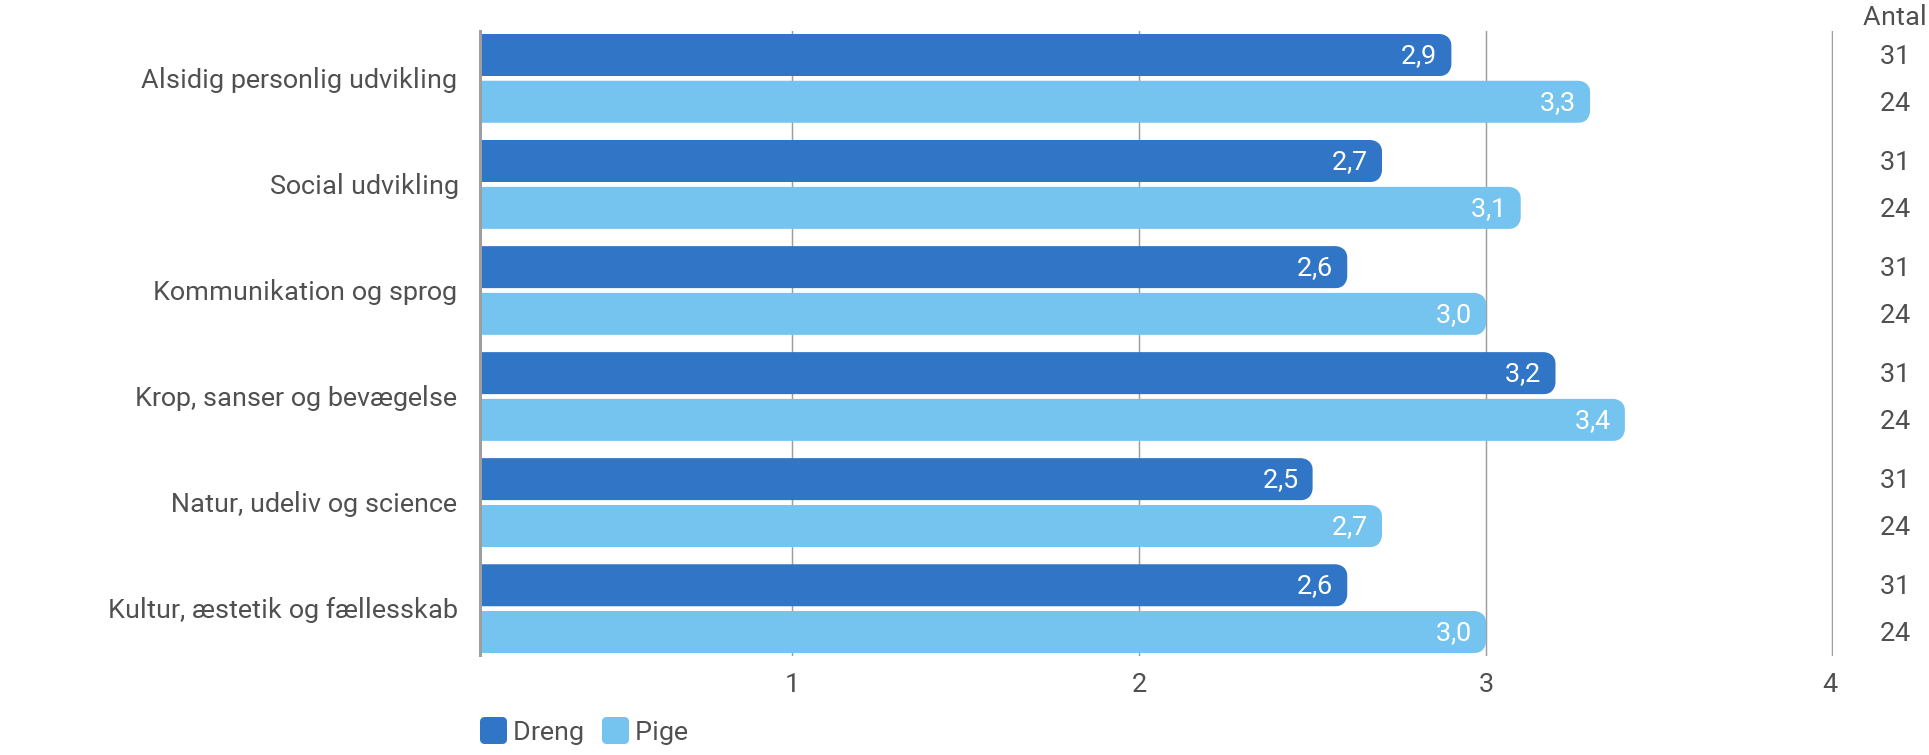 Antal
Alsidig personlig udvikling
2,9
31
3,3
24
Social udvikling
2,7
31
3,1
24
Kommunikation og sprog
2,6
31
3,0
24
Krop, sanser og bevægelse
3,2
31
3,4
24
Natur, udeliv og science
2,5
31
2,7
24
Kultur, æstetik og fællesskab
2,6
31
3,0
24
1 2 3 4
Dreng Pige